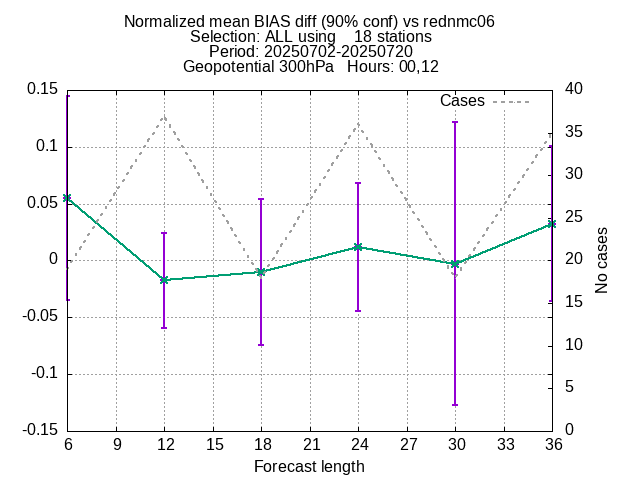 Normalized mean BIAS diff (90% conf) vs rednmc06
Selection: ALL using    18 stations
Period: 20250702-20250720
Geopotential 300hPa   Hours: 00,12
Cases
0.15
0.1
0.05
0
-0.05
-0.1
-0.15
40
35
30
25
20
15
10
5
0
No cases
6 9 12 15 18 21 24 27 30 33 36
Forecast length